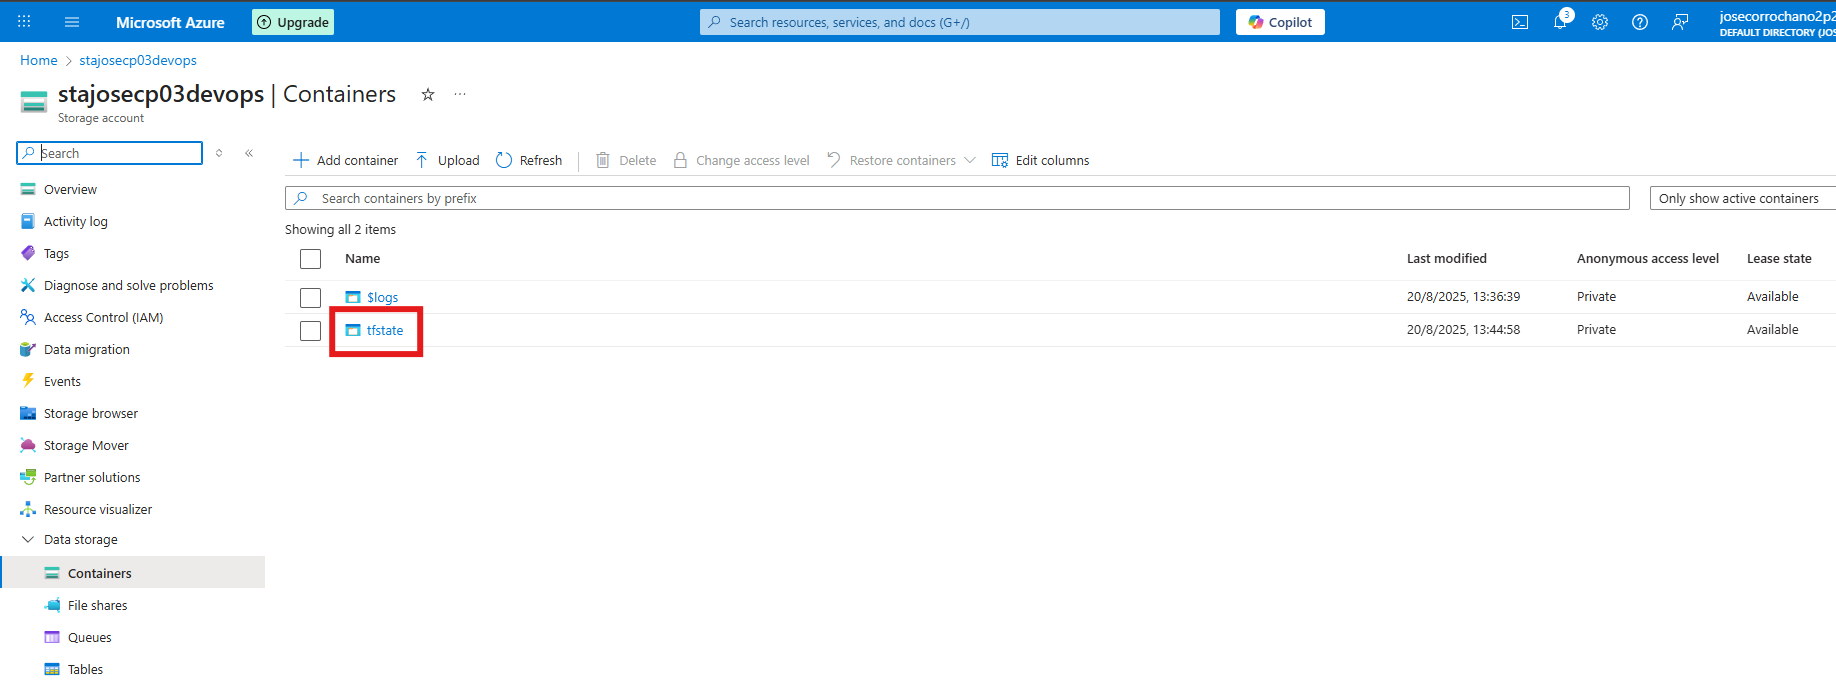 Microsoft Azure
Upgrade
Search resources, services, and docs (G+/)
Copilot
3
josecorrochano2p2
DEFAULT DIRECTORY (JOS
Home > stajosecp03devops
stajosecp03devops | Containers
Storage account
Search
Add container
Upload
Refresh
Delete
Change access level
Restore containers
Edit columns
Search containers by prefix
Only show active containers
Showing all 2 items
Name Last modified Anonymous access level Lease state
$logs 20/8/2025, 13:36:39 Private Available
tfstate 20/8/2025, 13:44:58 Private Available
Overview
Activity log
Tags
Diagnose and solve problems
Access Control (IAM)
Data migration
Events
Storage browser
Storage Mover
Partner solutions
Resource visualizer
Data storage
Containers
File shares
Queues
Tables